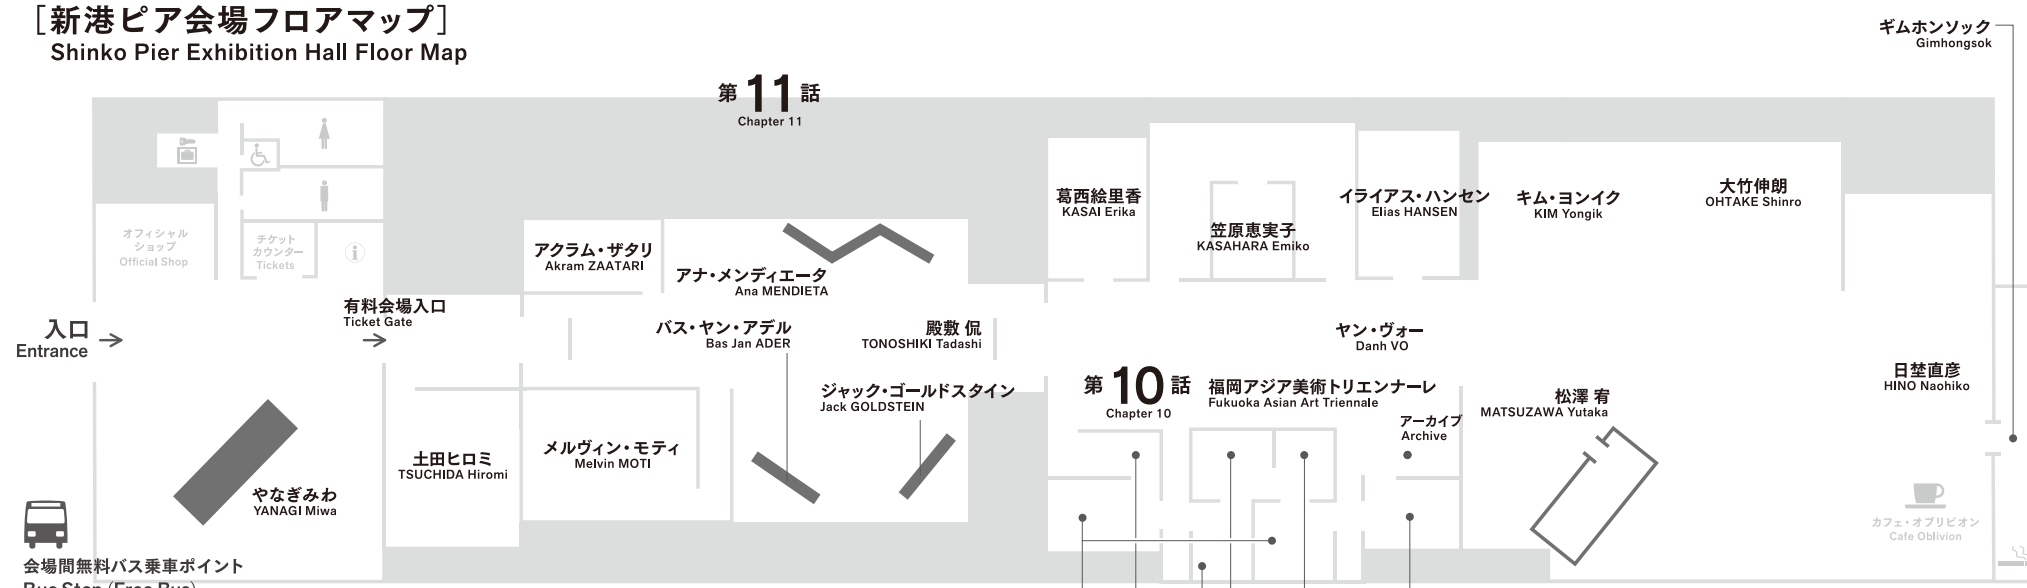 [新港ピア会場フロアマップ]
Shinko Pier Exhibition Hall Floor Map
ギムホンソック
Gimhongsok
第11話
Chapter 11
オフィシャル
ショップ
Official Shop
チケット
カウンター
Tickets
i
アクラム・ザタリ
Akram ZAATARI
アナ・メンディエータ
Ana MENDIETA
葛西絵里香
KASAI Erika
笠原恵実子
KASAHARA Emiko
イライアス・ハンセン
Elias HANSEN
キム・ヨンイク
KIM Yongik
大竹伸朗
OHTAKE Shinro
入口
Entrance
有料会場入口
Ticket Gate
バス・ヤン・アデル
Bas Jan ADER
殿敷 侃
TONOSHIKI Tadashi
ヤン・ヴォー
Danh VO
ジャック・ゴールドスタイン
Jack GOLDSTEIN
第10話
Chapter 10
福岡アジア美術トリエンナーレ
Fukuoka Asian Art Triennale
アーカイブ
Archive
松澤 宥
MATSUZAWA Yutaka
日埜直彦
HINO Naohiko
土田ヒロミ
TSUCHIDA Hiromi
メルヴィン・モティ
Melvin MOTI
やなぎみわ
YANAGI Miwa
カフェ・オブリビオン
Cafe Oblivion
会場間無料バス乗車ポイント
Bus Stop (Free Bus)